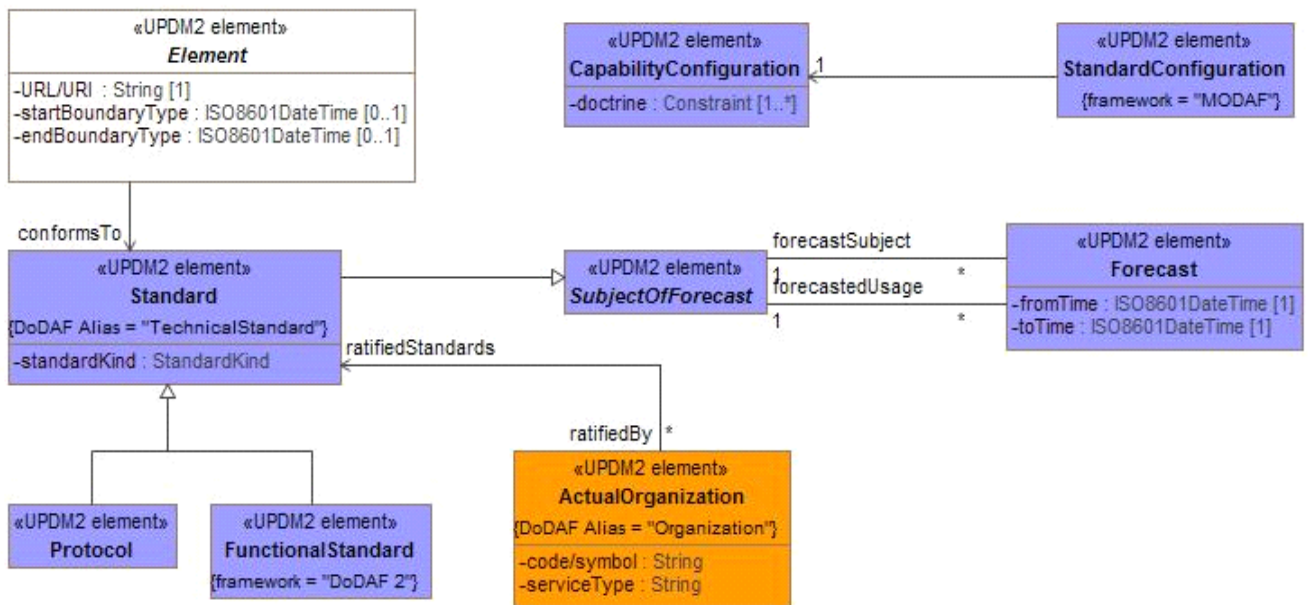 «UPDM2 element»
Element
-URL/URI : String [1]
-startBoundaryType : ISO8601DateTime [0..1]
-endBoundaryType : ISO8601DateTime [0..1]
«UPDM2 element»
CapabilityConfiguration
-doctrine : Constraint [1..*]
1
«UPDM2 element»
StandardConfiguration
{framework = "MODAF"}
conformsTo
«UPDM2 element»
Standard
{DoDAF Alias = "TechnicalStandard"}
-standardKind : StandardKind
«UPDM2 element»
SubjectOfForecast
forecastSubject
1
*
forecastedUsage
1
*
«UPDM2 element»
Forecast
-fromTime : ISO8601DateTime [1]
-toTime : ISO8601DateTime [1]
ratifiedStandards
ratifiedBy
*
«UPDM2 element»
Protocol
«UPDM2 element»
FunctionalStandard
{framework = "DoDAF 2"}
«UPDM2 element»
ActualOrganization
{DoDAF Alias = "Organization"}
-code/symbol : String
-serviceType : String